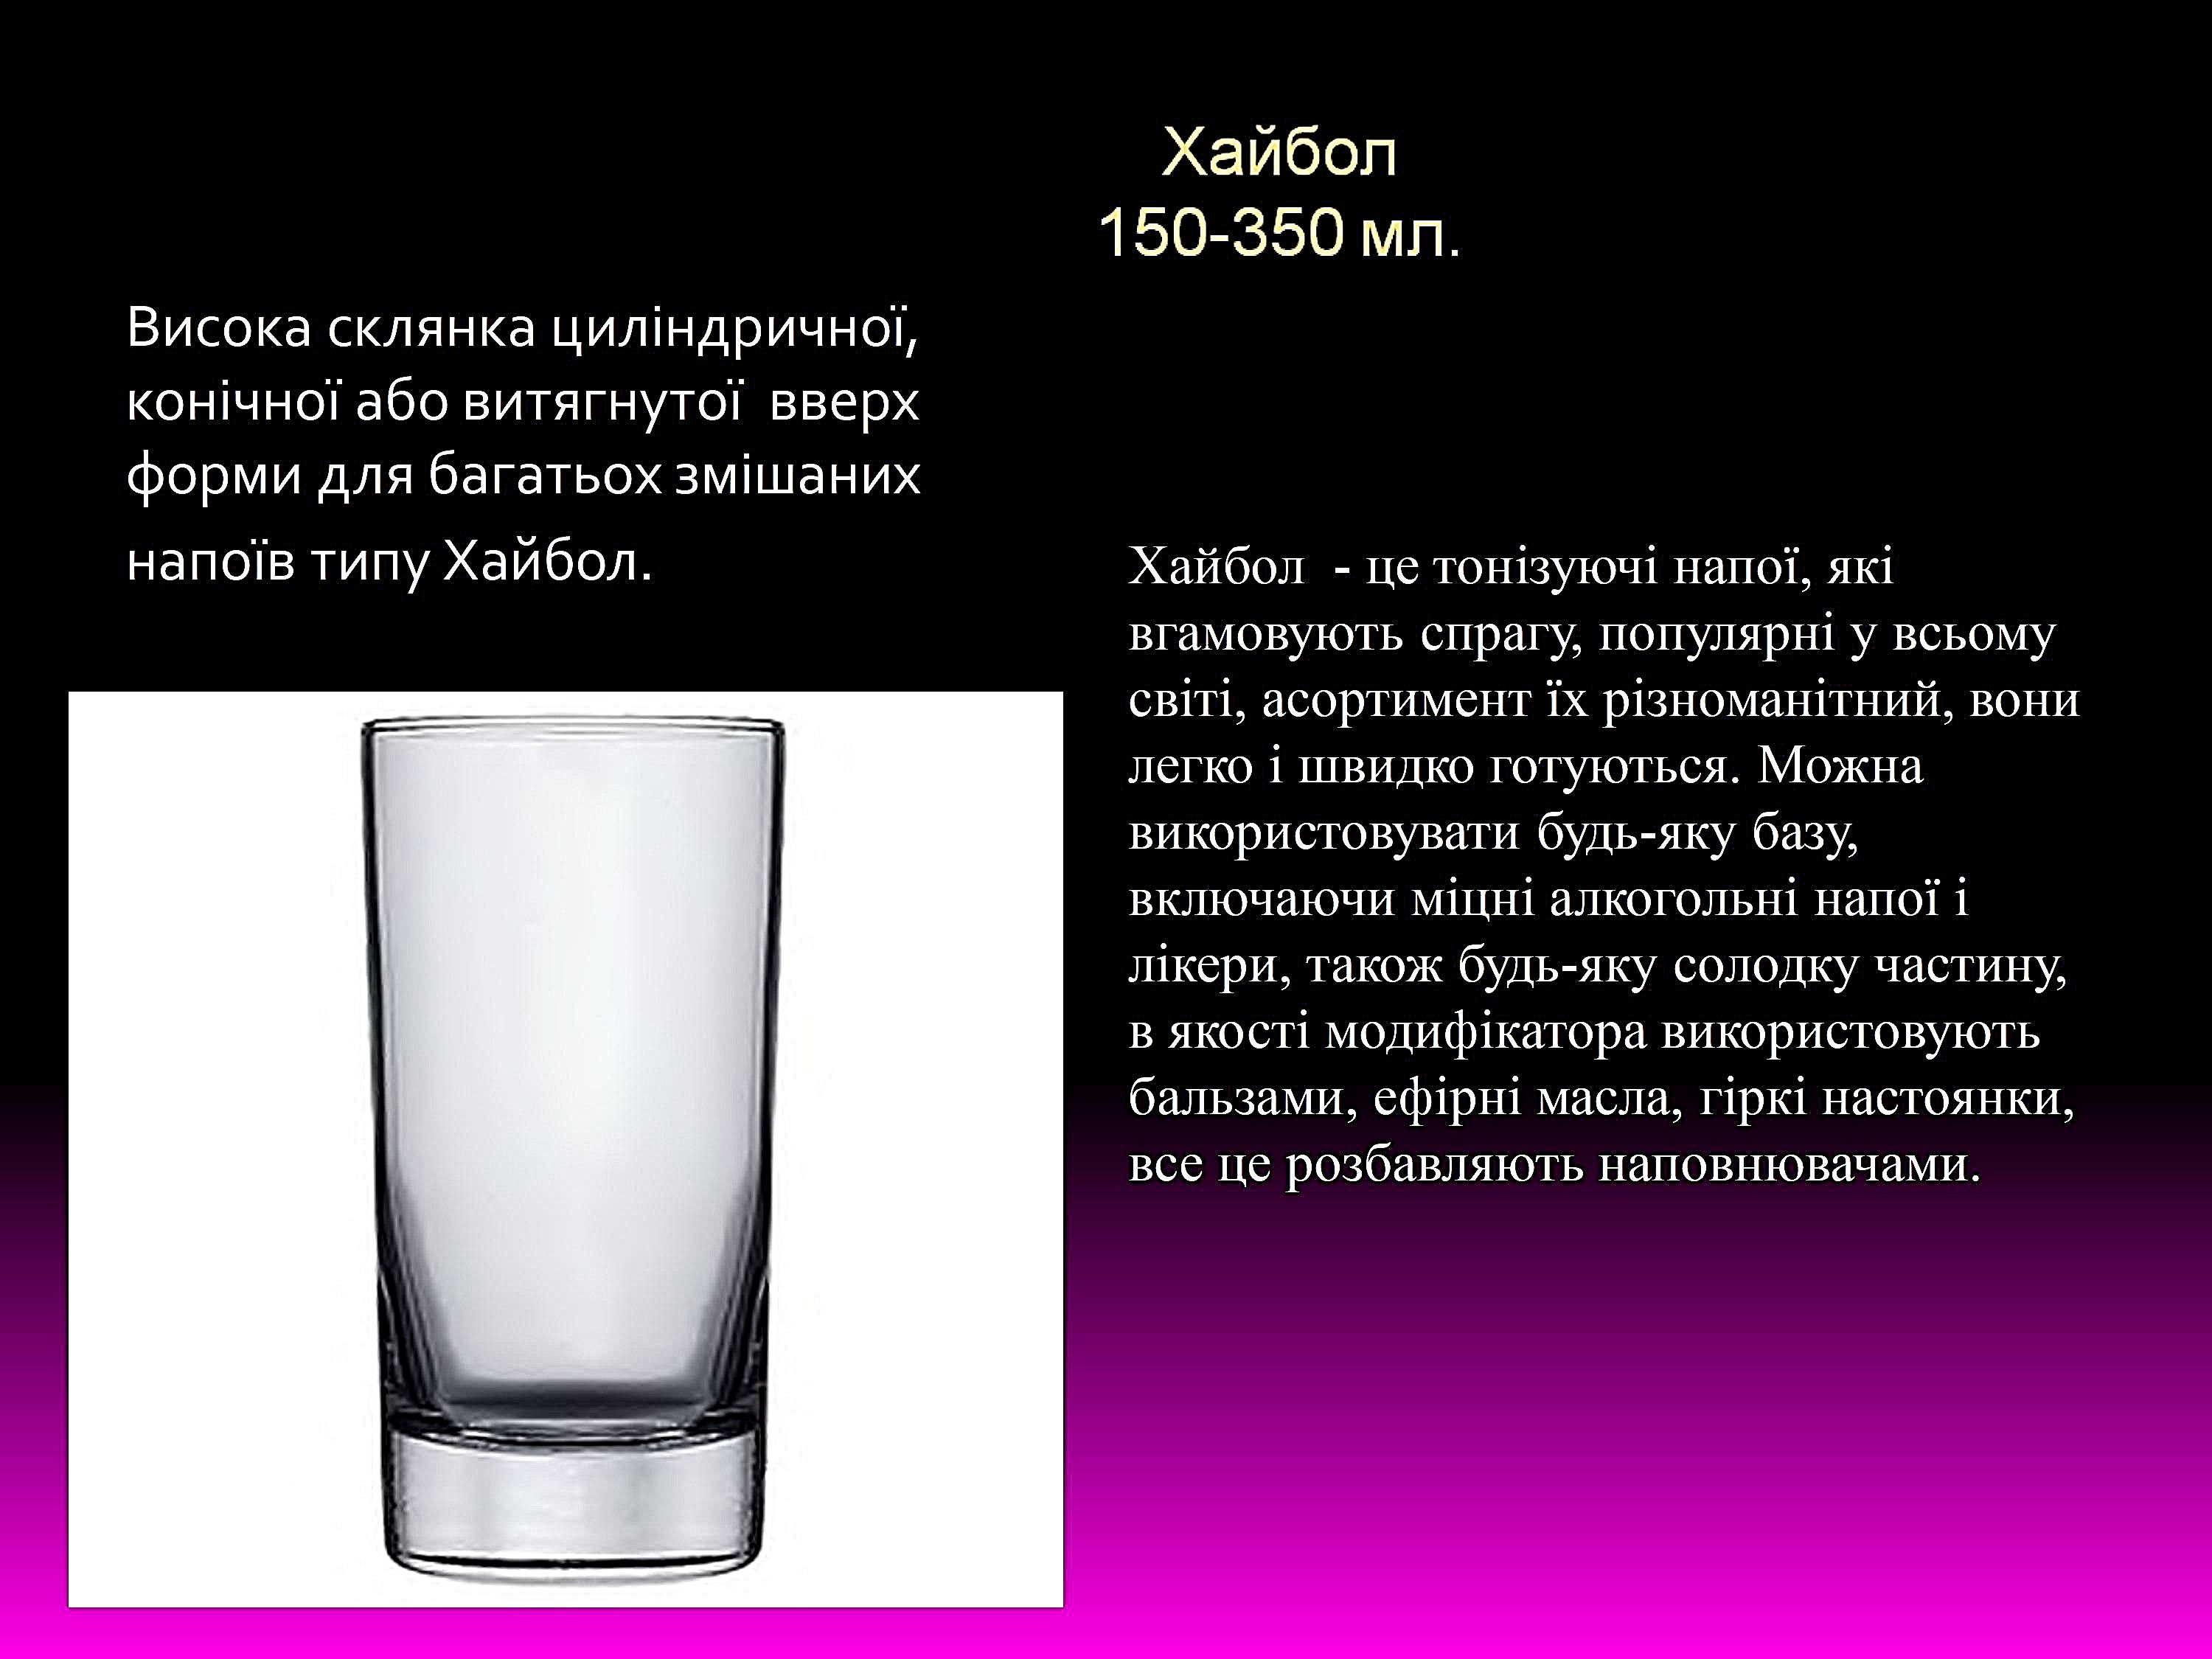 Хайбол
150-350 мл.
Висока склянка циліндричної,
конічної або витягнутої  вверх
форми для багатьох змішаних
напоїв типу Хайбол.
Хайбол  - це тонізуючі напої, які
вгамовують спрагу, популярні у всьому
світі, асортимент їх різноманітний, вони
легко і швидко готуються. Можна
використовувати будь-яку базу,
включаючи міцні алкогольні напої і
лікери, також будь-яку солодку частину,
в якості модифікатора використовують
бальзами, ефірні масла, гіркі настоянки,
все це розбавляють наповнювачами.